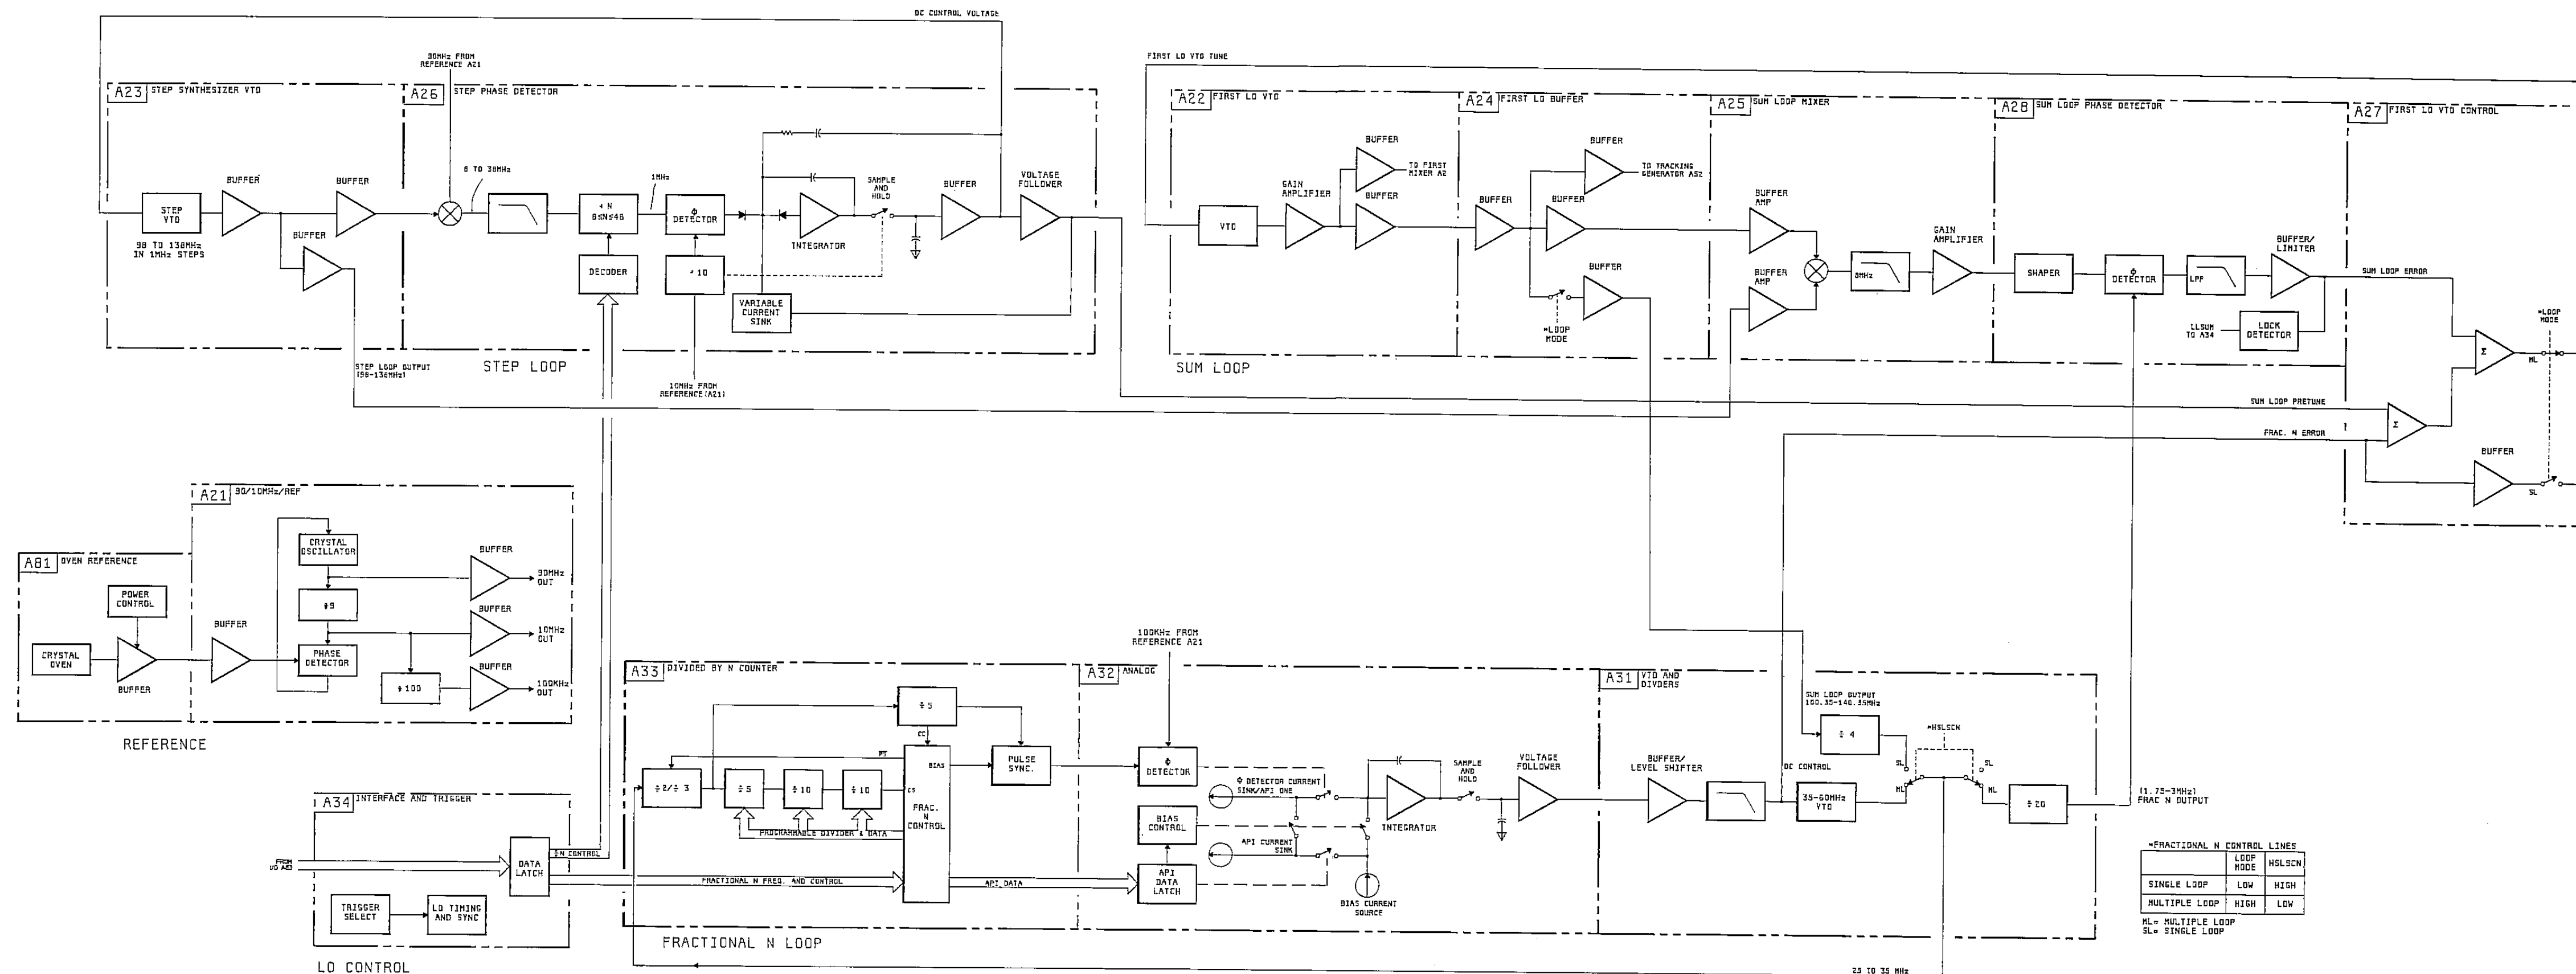 DC CONTROL VOLTAGE
90MHz FROM
REFERENCE A21
A23 STEP SYNTHESIZER VTO
A26 STEP PHASE DETECTOR
8 TO 38MHz
1MHz
BUFFER
BUFFER
STEP
VTO
98 TO 138MHz
IN 1MHz STEPS
BUFFER
÷ N
8≤N≤48
Φ
DETECTOR
SAMPLE
AND
HOLD
BUFFER
VOLTAGE
FOLLOWER
INTEGRATOR
DECODER
÷10
VARIABLE
CURRENT
SINK
STEP LOOP OUTPUT
(98-138MHz)
STEP LOOP
10MHz FROM
REFERENCE(A21)
FIRST LO VTO TUNE
A22 FIRST LO VTO
A24 FIRST LO BUFFER
A25 SUM LOOP MIXER
A28 SUM LOOP PHASE DETECTOR
A27 FIRST LO VTO CONTROL
BUFFER
TO FIRST
MIXER A2
GAIN
AMPLIFIER
BUFFER
VTO
BUFFER
TO TRACKING
GENERATOR A52
BUFFER
BUFFER
BUFFER
*LOOP
MODE
BUFFER
AMP
BUFFER
AMP
8MHz
GAIN
AMPLIFIER
SHAPER
Φ
DETECTOR
LPF
BUFFER/
LIMITER
SUM LOOP ERROR
LLSUM
TO A34
LOCK
DETECTOR
*LOOP
MODE
Σ
ML
SUM LOOP
SUM LOOP PRETUNE
Σ
FRAC. N ERROR
BUFFER
SL
A21 90/10MHz/REF
A81 OVEN REFERENCE
CRYSTAL
OSCILLATOR
BUFFER
90MHz
OUT
POWER
CONTROL
÷9
BUFFER
BUFFER
10MHz
OUT
CRYSTAL
OVEN
PHASE
DETECTOR
BUFFER
BUFFER
÷100
100KHz
OUT
REFERENCE
100KHz FROM
REFERENCE A21
A33 DIVIDED BY N COUNTER
A32 ANALOG
A31 VTO AND
DIVDERS
÷5
BIAS
PULSE
SYNC.
÷2/÷3
÷5
÷10
÷10
FRAC.
N
CONTROL
PROGRAMMABLE DIVIDER & DATA
Φ
DETECTOR
Φ DETECTOR CURRENT
SINK/API ONE
BIAS
CONTROL
API CURRENT
SINK
API
DATA
LATCH
BIAS CURRENT
SOURCE
INTEGRATOR
SAMPLE
AND
HOLD
VOLTAGE
FOLLOWER
BUFFER/
LEVEL SHIFTER
DC CONTROL
35-60MHz
VTO
SUM LOOP OUTPUT
100.35-140.35MHz
÷ 4
*HSLSCN
SL
ML
SL
ML
÷20
(1.75-3MHz)
FRAC N OUTPUT
A34 INTERFACE AND TRIGGER
FROM
DATA
LATCH
÷N CONTROL
FRACTIONAL N FREQ. AND CONTROL
API DATA
TRIGGER
SELECT
LO TIMING
AND SYNC
LO CONTROL
FRACTIONAL N LOOP
25 TO 35 MHz
*FRACTIONAL N CONTROL LINES
LOOP
MODE
HSLSCN
SINGLE LOOP LOW HIGH
MULTIPLE LOOP HIGH LOW
ML= MULTIPLE LOOP
SL= SINGLE LOOP